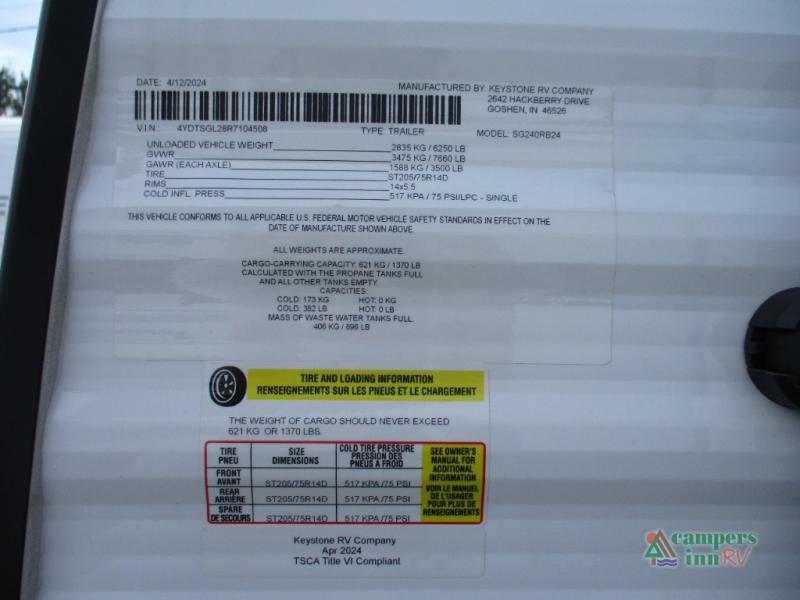 DATE: 4/12/2024
MANUFACTURED BY: KEYSTONE RV COMPANY
2642 HACKBERRY DRIVE
GOSHEN, IN 46526
V.I.N.: 4YDTSGL28R7104508 TYPE: TRAILER MODEL: SG240RB24
UNLOADED VEHICLE WEIGHT 2835 KG / 6250 LB
GVWR 3475 KG / 7660 LB
GAWR (EACH AXLE) 1588 KG / 3500 LB
TIRE ST205/75R14D
RIMS 14x5.5
COLD INFL. PRESS 517 KPA / 75 PSI/LPC - SINGLE
THIS VEHICLE CONFORMS TO ALL APPLICABLE U.S. FEDERAL MOTOR VEHICLE SAFETY STANDARDS IN EFFECT ON THE
DATE OF MANUFACTURE SHOWN ABOVE.
ALL WEIGHTS ARE APPROXIMATE.
CARGO-CARRYING CAPACITY: 621 KG / 1370 LB
CALCULATED WITH THE PROPANE TANKS FULL
AND ALL OTHER TANKS EMPTY.
CAPACITIES:
COLD: 173 KG HOT: 0 KG
COLD: 382 LB HOT: 0 LB
MASS OF WASTE WATER TANKS FULL.
406 KG / 896 LB
TIRE AND LOADING INFORMATION
RENSEIGNEMENTS SUR LES PNEUS ET LE CHARGEMENT
THE WEIGHT OF CARGO SHOULD NEVER EXCEED
621 KG OR 1370 LBS.
TIRE
PNEU
SIZE
DIMENSIONS
COLD TIRE PRESSURE
PRESSION DES
PNEUS A FROID
SEE OWNER'S
MANUAL FOR
ADDITIONAL
INFORMATION
VOIR LE MANUEL
DE L'USAGER
POUR PLUS DE
RENSEIGNEMENTS
FRONT
AVANT
ST205/75R14D 517 KPA /75 PSI
REAR
ARRIÈRE
ST205/75R14D 517 KPA /75 PSI
SPARE
DE SECOURS
ST205/75R14D 517 KPA /75 PSI
Keystone RV Company
Apr 2024
TSCA Title VI Compliant
campers
inn RV